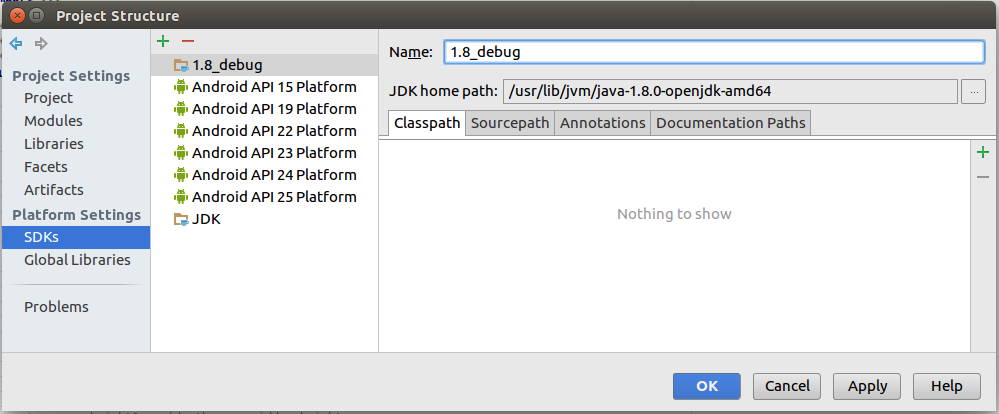 Project Structure
Project Settings
Project
Modules
Libraries
Facets
Artifacts
Platform Settings
SDKs
Global Libraries
Problems
1.8_debug
Android API 15 Platform
Android API 19 Platform
Android API 22 Platform
Android API 23 Platform
Android API 24 Platform
Android API 25 Platform
JDK
Name: 1.8_debug
JDK home path: /usr/lib/jvm/java-1.8.0-openjdk-amd64 ...
Classpath Sourcepath Annotations Documentation Paths
Nothing to show
OK Cancel Apply Help